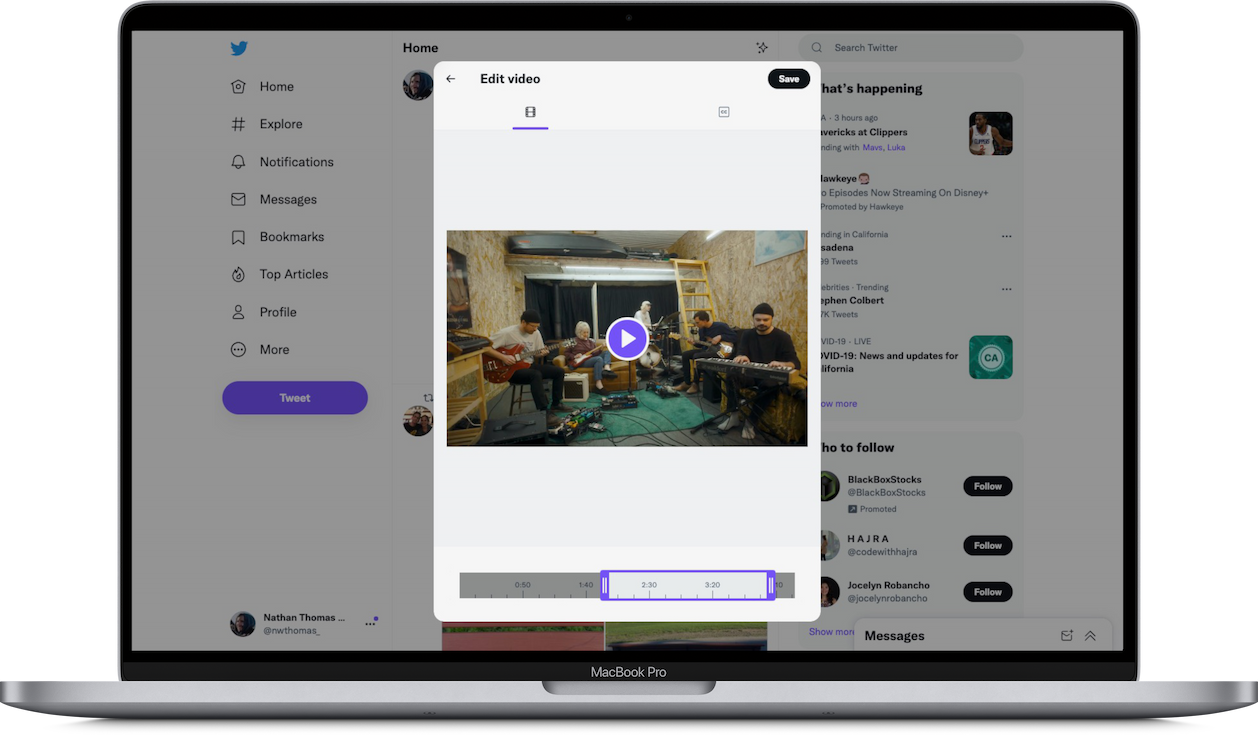 Home
Explore
Notifications
Messages
Bookmarks
Top Articles
Profile
More
Tweet
Nathan Thomas ...
@nwthomas_
Home
Edit video
Save
0:50
1:40
2:30
3:20
10
Search Twitter
hat's happening
A · 3 hours ago
avericks at Clippers
nding with Mavs, Luka
CLIPPERS
Hawkeye
o Episodes Now Streaming On Disney+
Promoted by Hawkeye
nding in California
sadena
99 Tweets
ebrities · Trending
ephen Colbert
7K Tweets
VID-19 · LIVE
OVID-19: News and updates for
lifornia
CA
ow more
ho to follow
BlackBoxStocks
@BlackBoxStocks
Promoted
Follow
H A J R A
@codewithhajra
Follow
Jocelyn Robancho
@jocelynrobancho
Follow
Show more
Messages
MacBook Pro